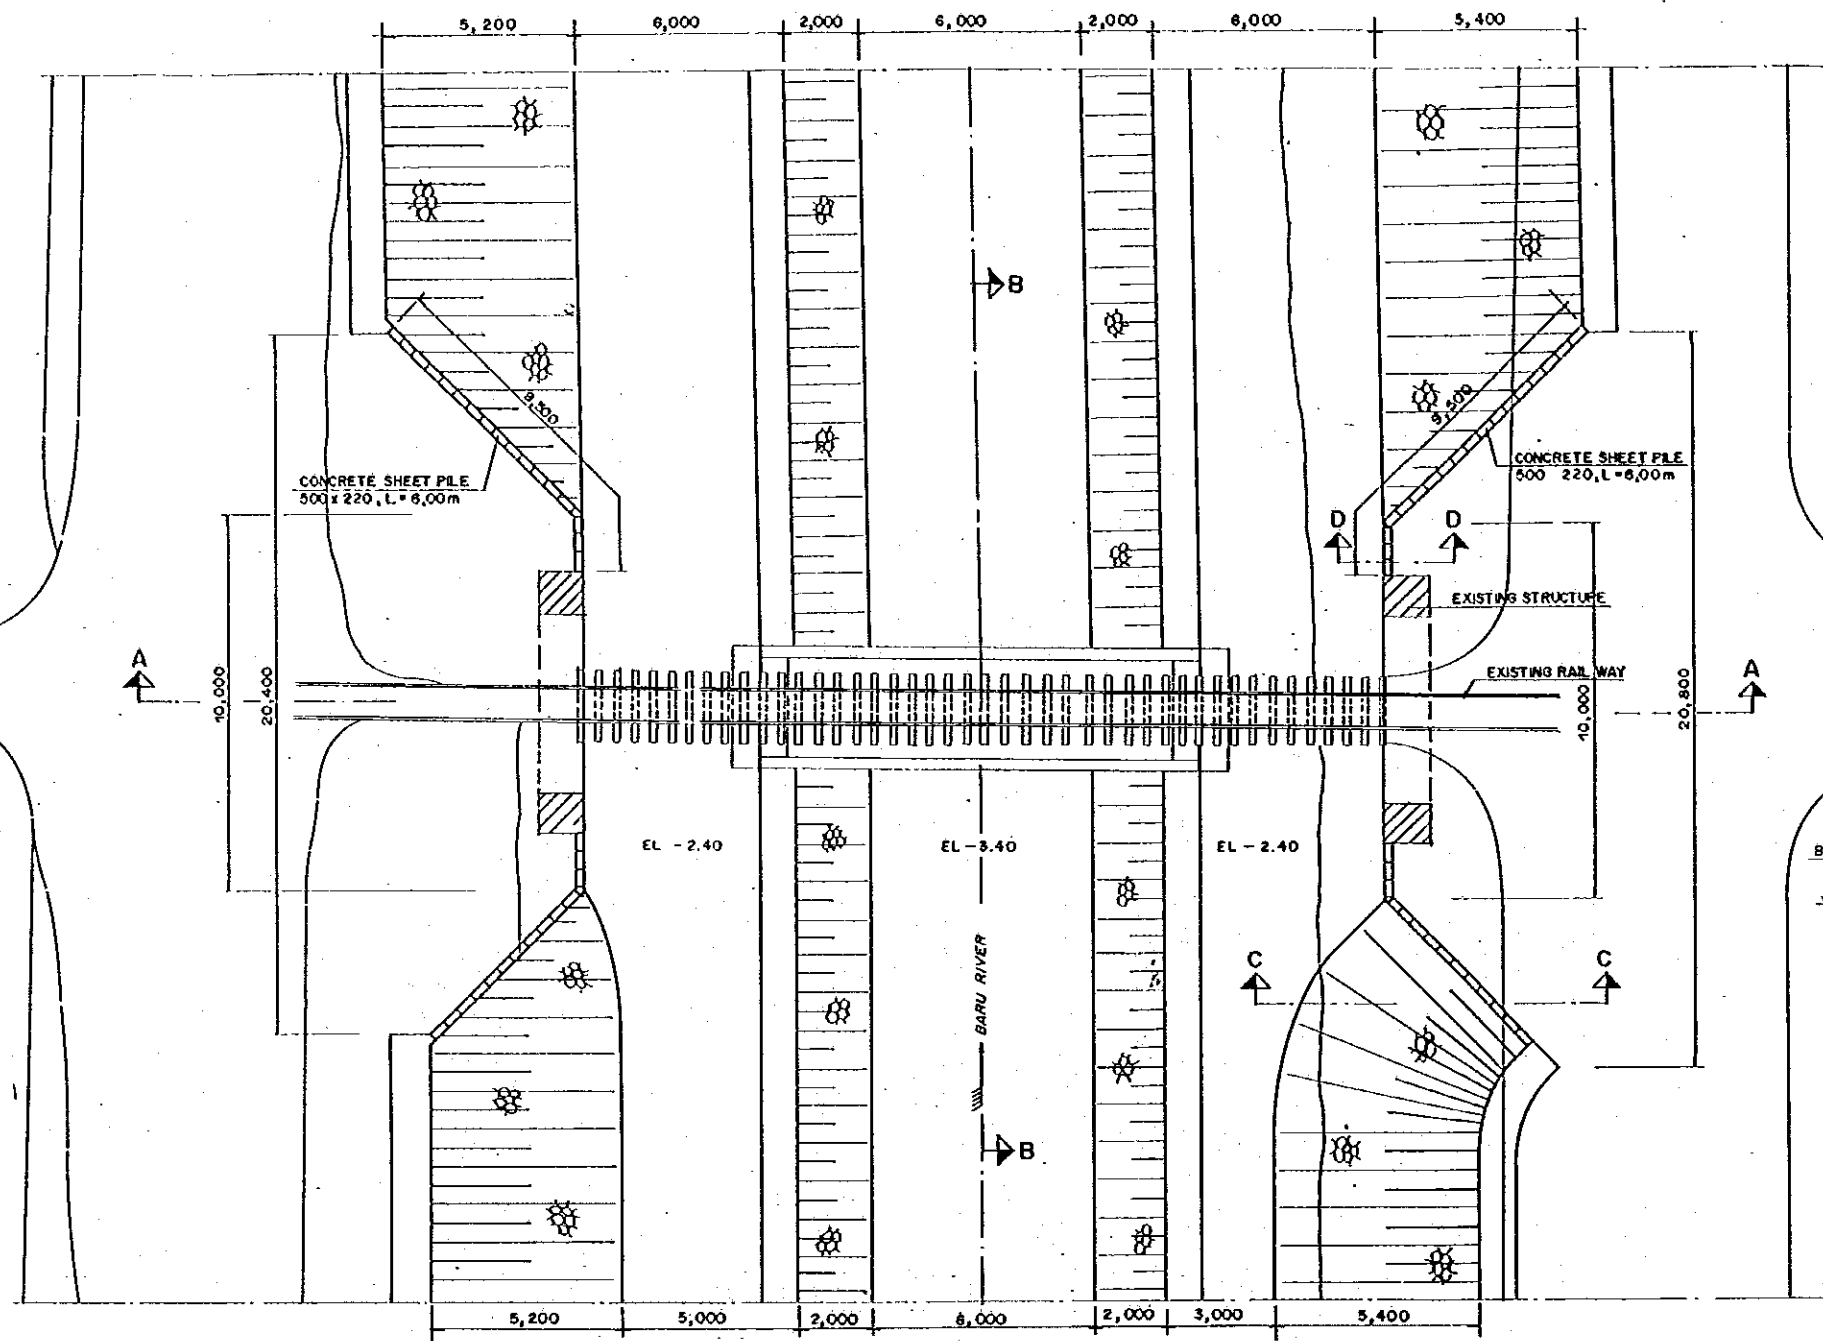 5,200 6,000 2,000 6,000 2,000 6,000 5,400
B
9,500
9,500
CONCRETE SHEET PILE
500 x 220, L = 6,00m
CONCRETE SHEET PILE
500 220, L = 6,00m
D D
EXISTING STRUCTURE
A
EXISTING RAIL WAY
A
10,000
20,400
10,000
20,800
EL - 2.40
EL - 3.40
EL - 2.40
B
BARU RIVER
C C
B
5,200 5,000 2,000 6,000 2,000 3,000 5,400